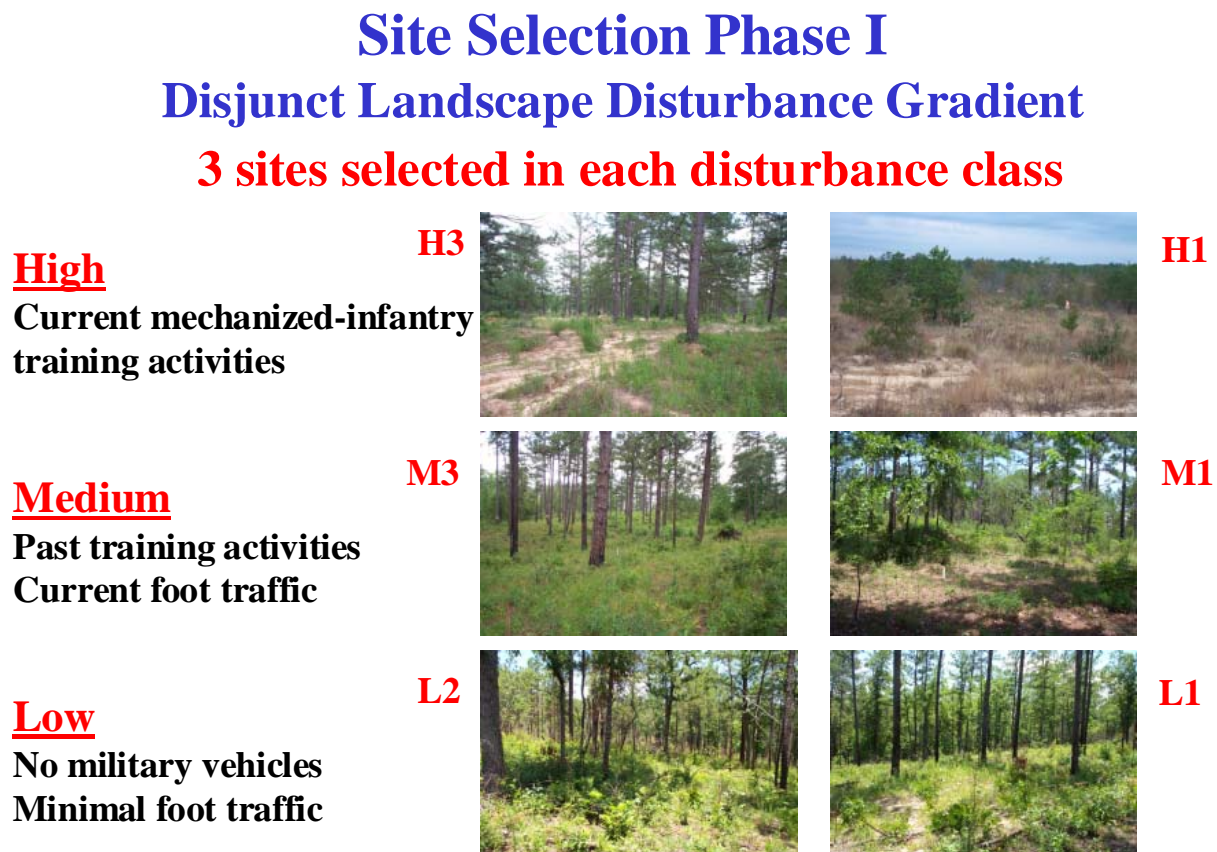 Site Selection Phase I
Disjunct Landscape Disturbance Gradient
3 sites selected in each disturbance class
High
Current mechanized-infantry
training activities
H3
H1
Medium
Past training activities
Current foot traffic
M3
M1
Low
No military vehicles
Minimal foot traffic
L2
L1